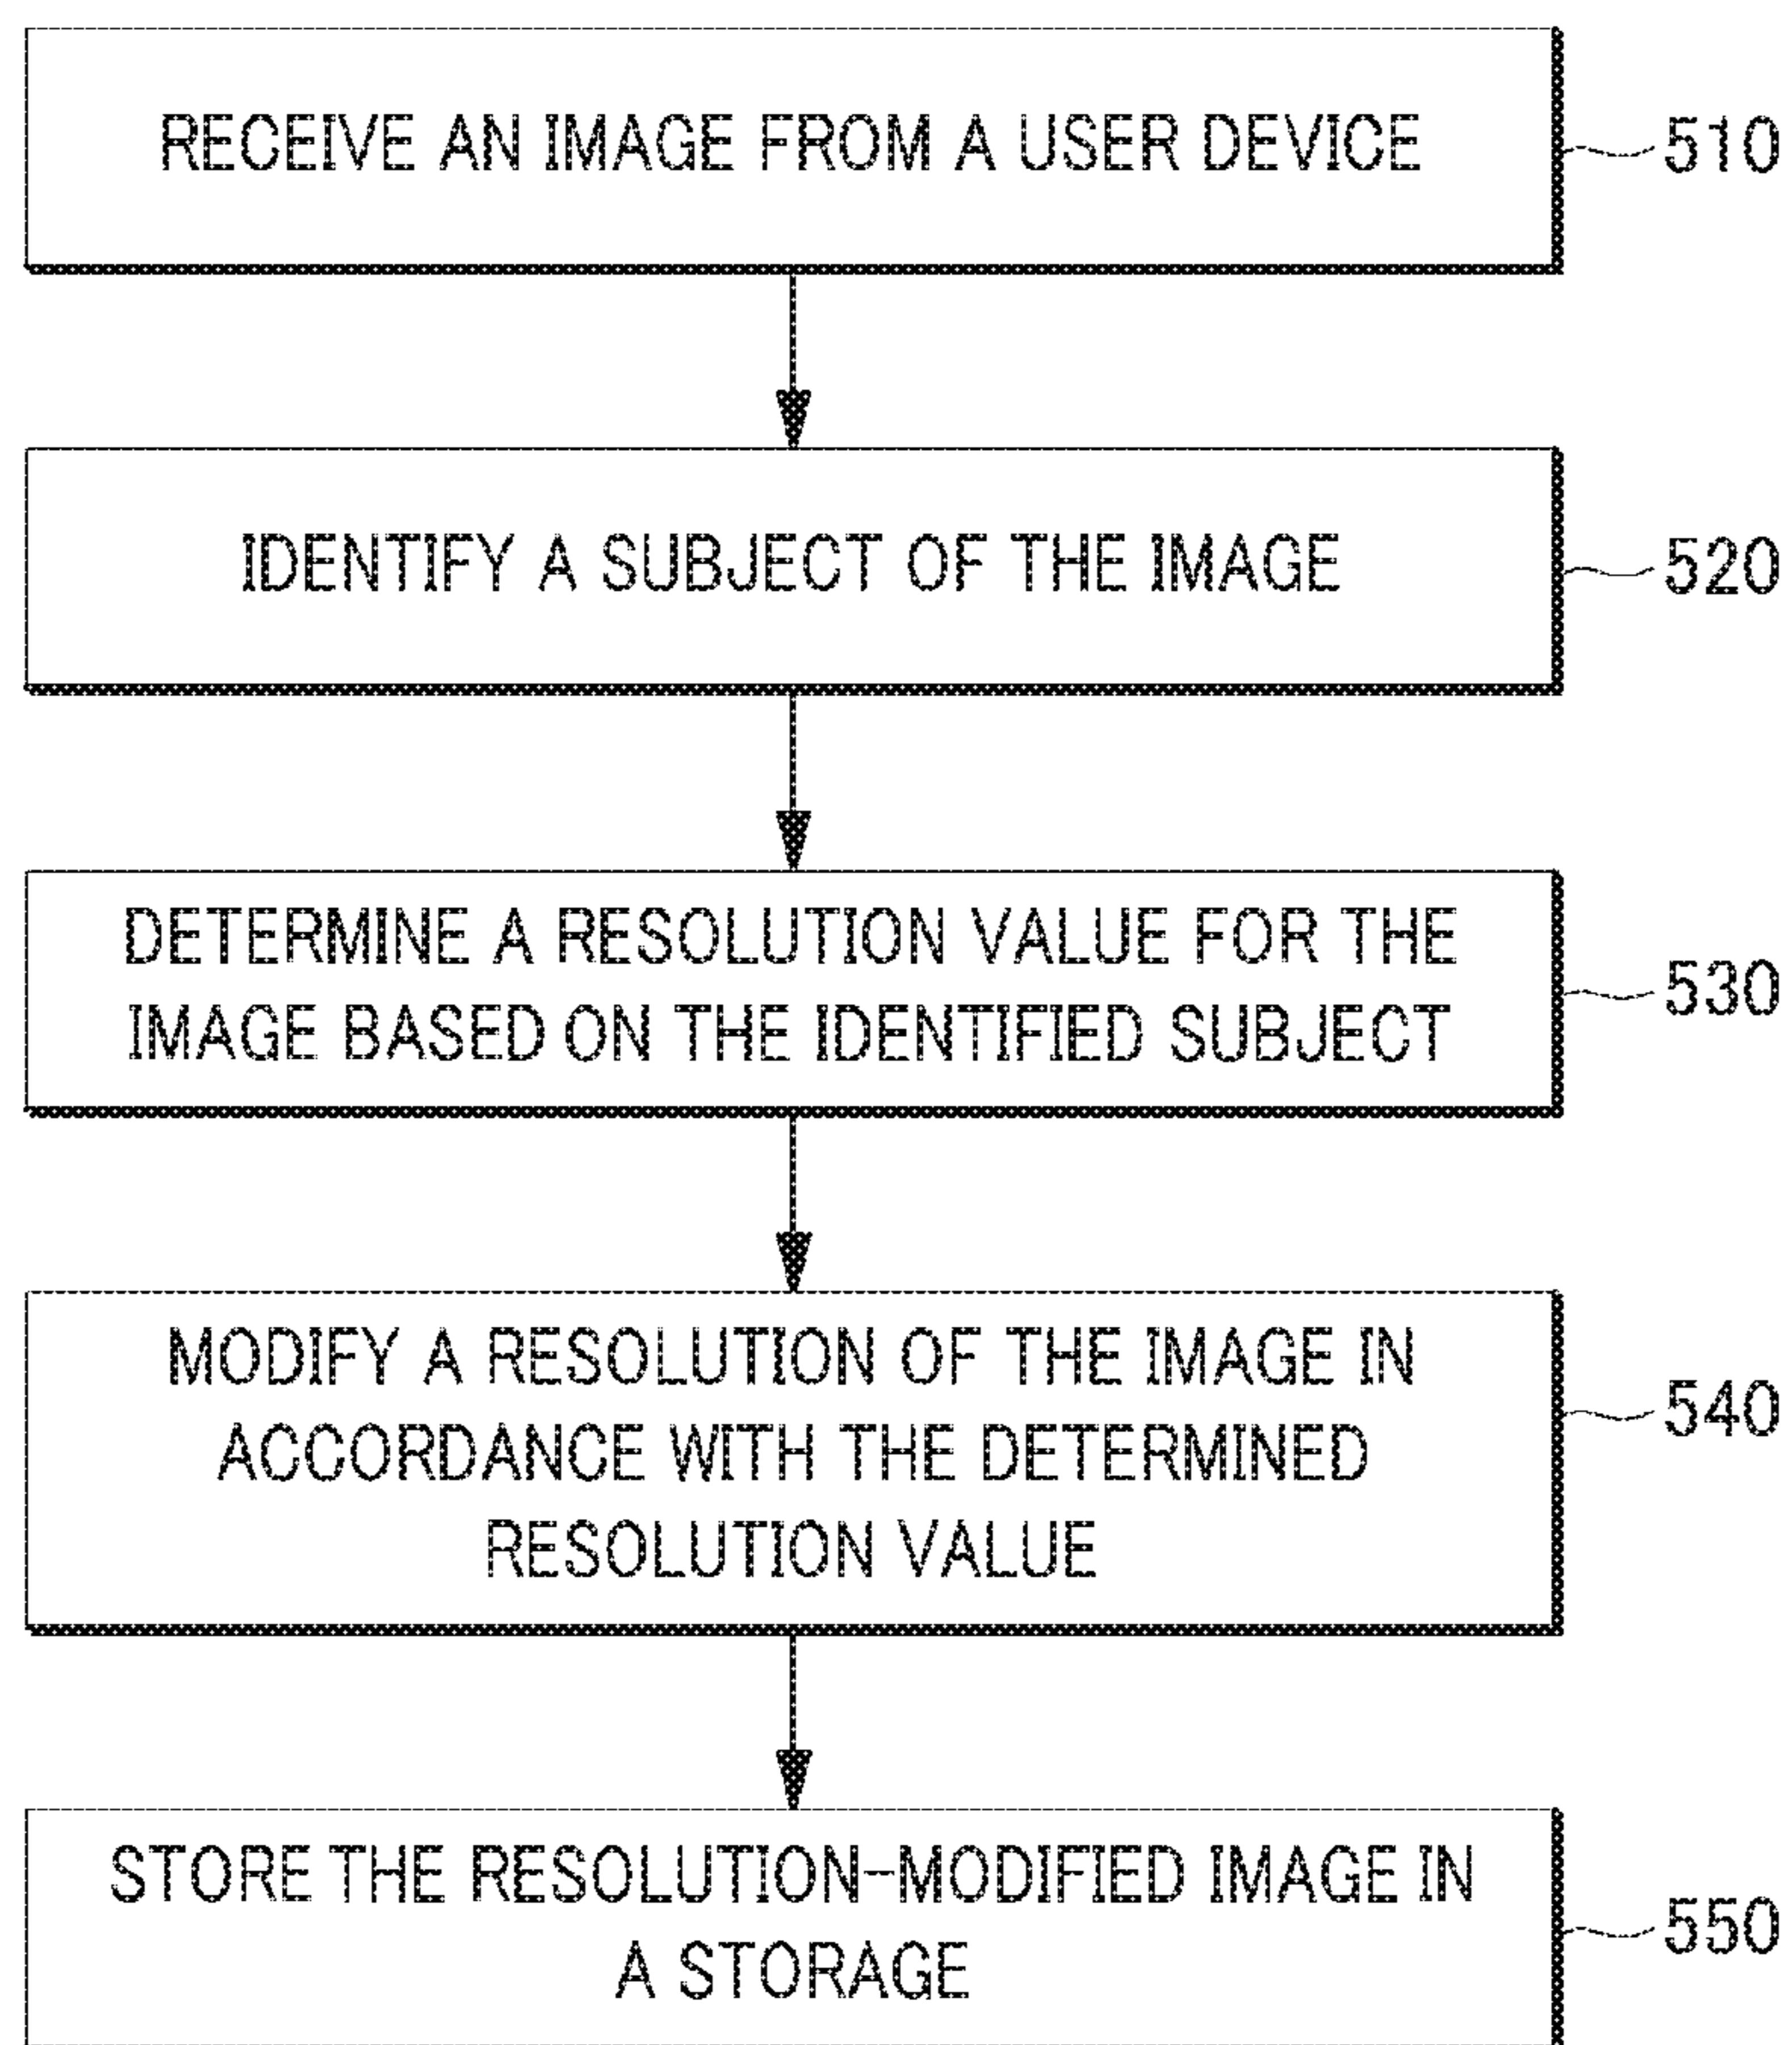 RECEIVE AN IMAGE FROM A USER DEVICE
510
IDENTIFY A SUBJECT OF THE IMAGE
520
DETERMINE A RESOLUTION VALUE FOR THE
IMAGE BASED ON THE IDENTIFIED SUBJECT
530
MODIFY A RESOLUTION OF THE IMAGE IN
ACCORDANCE WITH THE DETERMINED
RESOLUTION VALUE
540
STORE THE RESOLUTION-MODIFIED IMAGE IN
A STORAGE
550